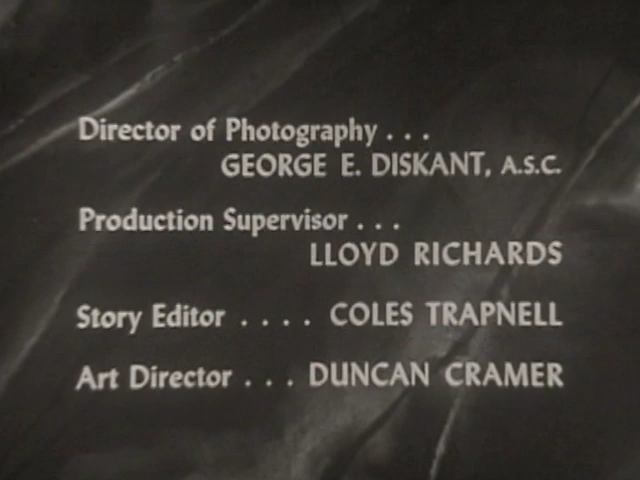 Director of Photography . . .
GEORGE E. DISKANT, A.S.C.
Production Supervisor . . .
LLOYD RICHARDS
Story Editor . . . . COLES TRAPNELL
Art Director . . . DUNCAN CRAMER